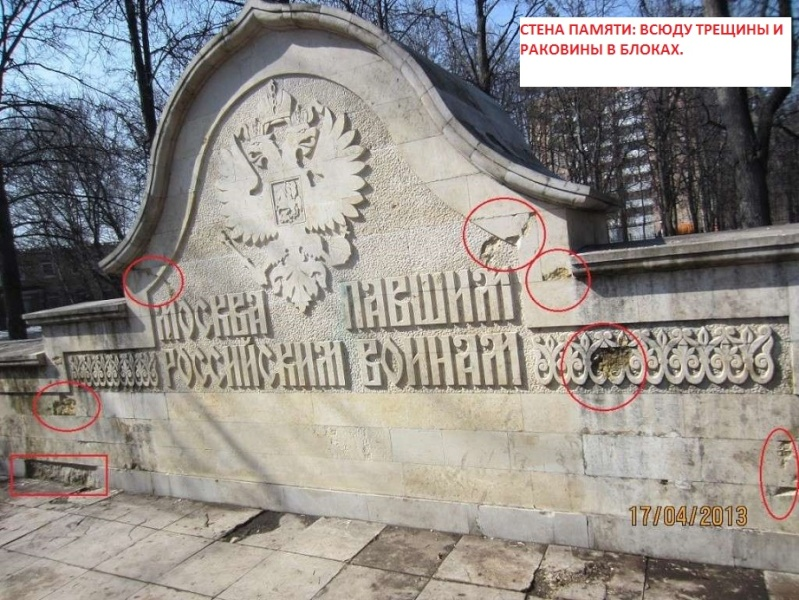 СТЕНА ПАМЯТИ: ВСЮДУ ТРЕЩИНЫ И
РАКОВИНЫ В БЛОКАХ.
МОСКВА ПАВШИМ
РОССИЙСКИМ ВОИНАМ
17/04/2013